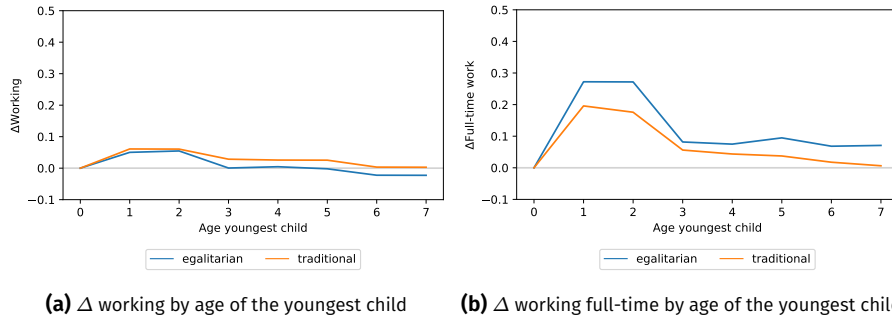 0.5
0.4
0.3
0.2
0.1
0.0
−0.1
ΔWorking
0 1 2 3 4 5 6 7
Age youngest child
egalitarian traditional
(a) Δ working by age of the youngest child
0.5
0.4
0.3
0.2
0.1
0.0
−0.1
ΔFull-time work
0 1 2 3 4 5 6 7
Age youngest child
egalitarian traditional
(b) Δ working full-time by age of the youngest chil